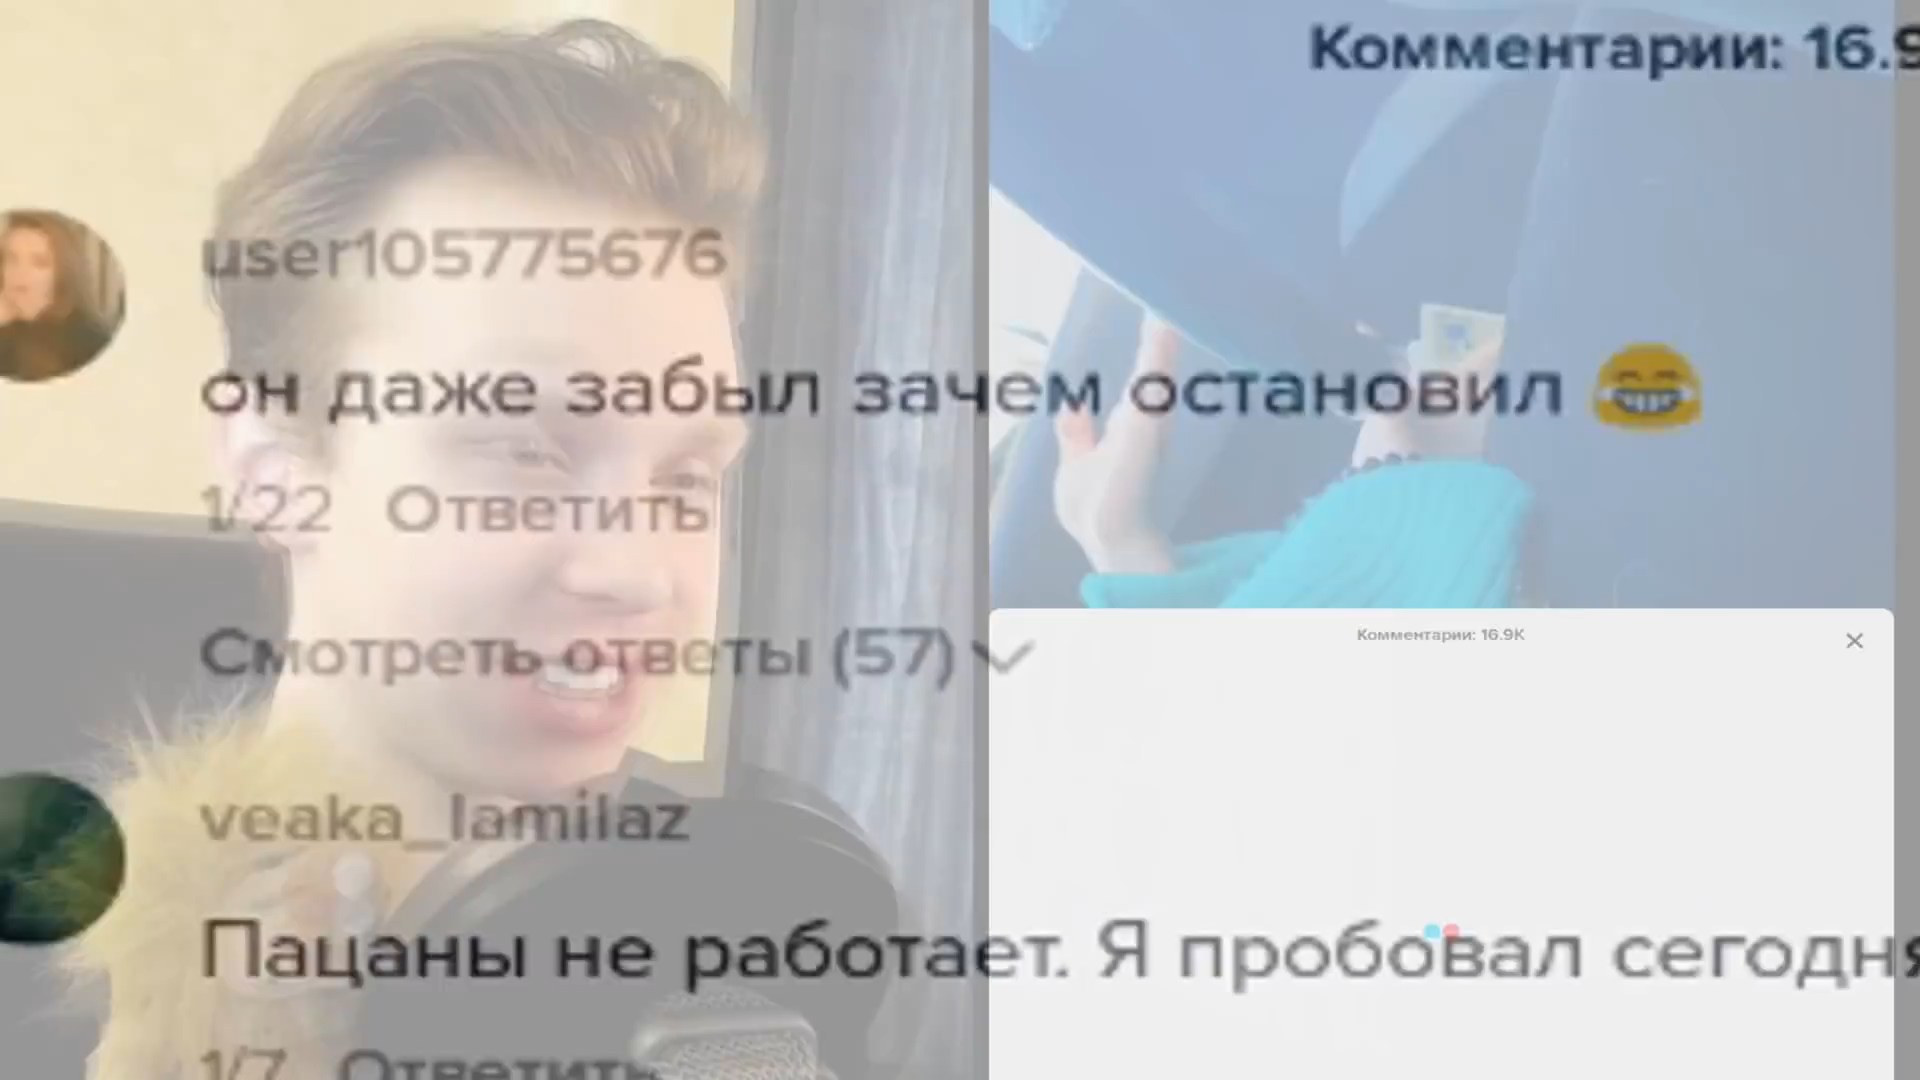 Комментарии: 16.9
user105775676
он даже забыл зачем остановил 😂
1/22 Ответить
Смотреть ответы (57)
Комментарии: 16.9K
veaka_lamilaz
Пацаны не работает. Я пробовал сегодня
1/7 Ответить